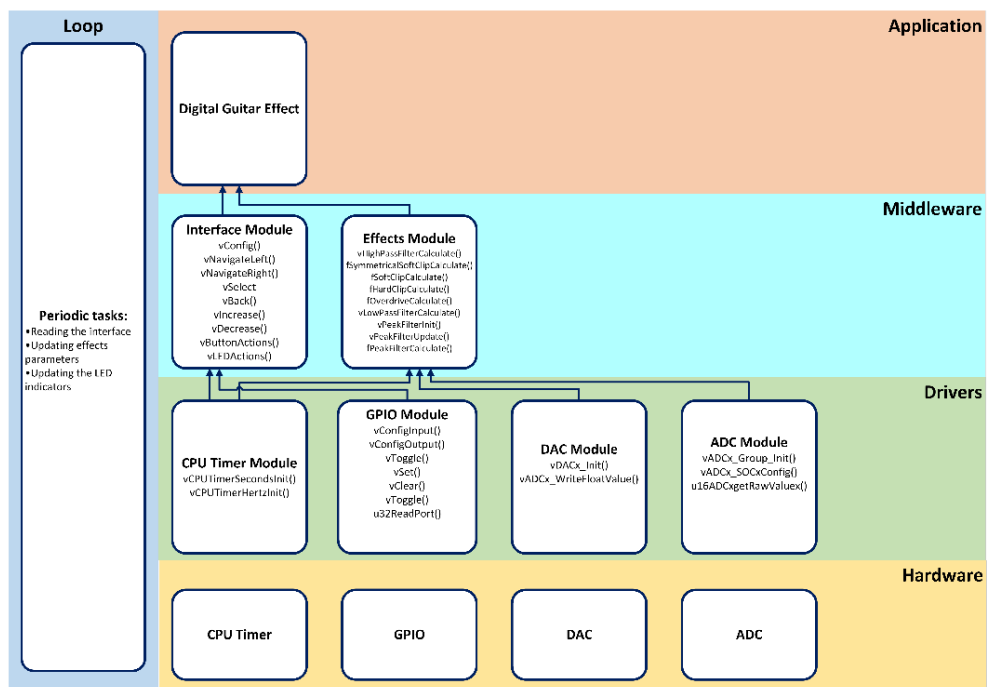 Loop
Periodic tasks:
•Reading the interface
•Updating effects
parameters
•Updating the LED
indicators
Application
Digital Guitar Effect
Middleware
Interface Module
vConfig()
vNavigateLeft()
vNavigateRight()
vSelect
vBack()
vIncrease()
vDecrease()
vButtonActions()
vLEDActions()
Effects Module
vHighPassFilterCalculate()
fSymmetricalSoftClipCalculate()
fSoftClipCalculate()
fHardClipCalculate()
fOverdriveCalculate()
vLowPassFilterCalculate()
vPeakFilterInit()
vPeakFilterUpdate()
fPeakFilterCalculate()
Drivers
CPU Timer Module
vCPUTimerSecondsInit()
vCPUTimerHertzInit()
GPIO Module
vConfigInput()
vConfigOutput()
vToggle()
vSet()
vClear()
vToggle()
u32ReadPort()
DAC Module
vDACx_Init()
vADCx_WriteFloatValue()
ADC Module
vADCx_Group_Init()
vADCx_SOCxConfig()
u16ADCxgetRawValuex()
Hardware
CPU Timer
GPIO
DAC
ADC